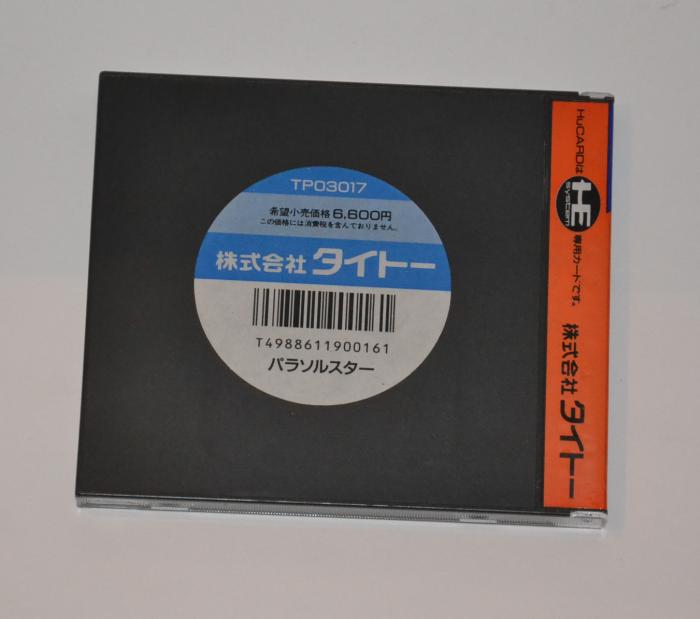 TP03017
希望小売価格 6,600円
この価格には消費税を含んでおりません。
株式会社 タイトー
T4988611900161
パラソルスター
HuCARDは HE system 専用カードです。 株式会社 タイトー